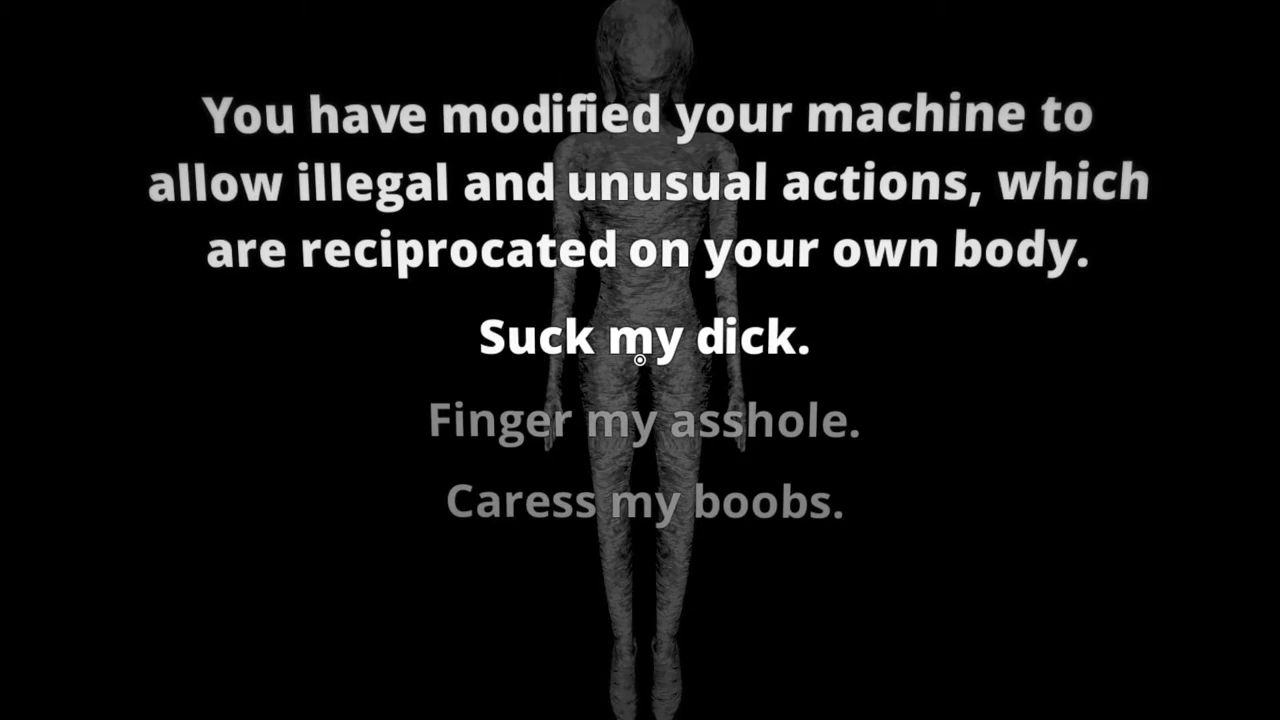 You have modified your machine to
allow illegal and unusual actions, which
are reciprocated on your own body.
Suck my dick.
Finger my asshole.
Caress my boobs.